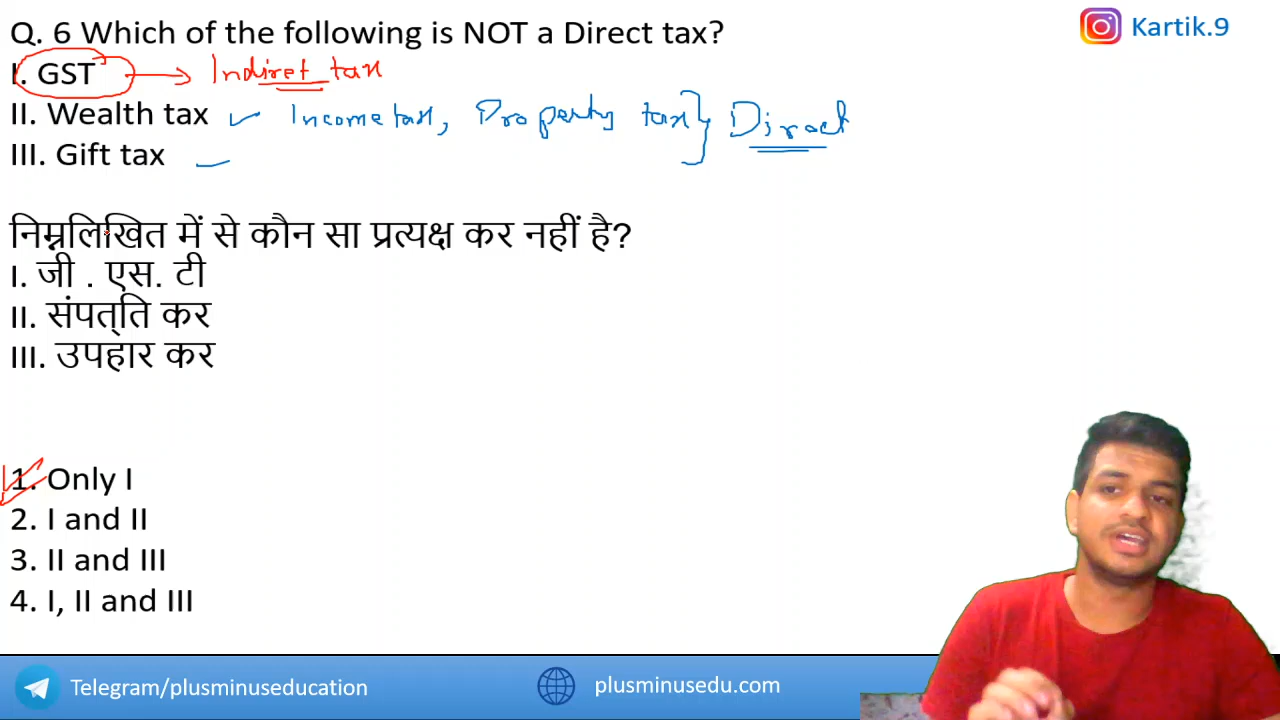 Q. 6 Which of the following is NOT a Direct tax?
Kartik.9
I. GST → Indiret tax
II. Wealth tax ✓ Income tax, Property tax } Direct
III. Gift tax
निम्नलिखित में से कौन सा प्रत्यक्ष कर नहीं है?
I. जी . एस. टी
II. संपत्ति कर
III. उपहार कर
1. Only I
2. I and II
3. II and III
4. I, II and III
Telegram/plusminuseducation
plusminusedu.com